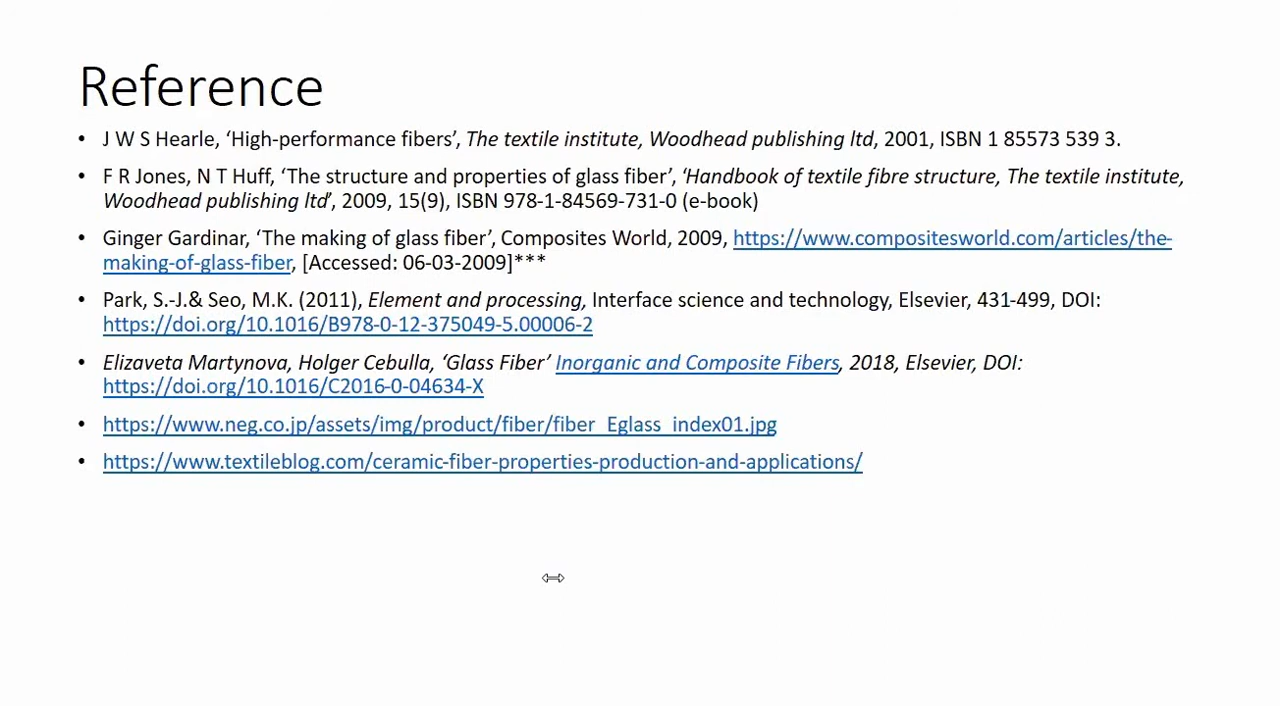 Reference
• J W S Hearle, ‘High-performance fibers’, The textile institute, Woodhead publishing ltd, 2001, ISBN 1 85573 539 3.
• F R Jones, N T Huff, ‘The structure and properties of glass fiber’, ‘Handbook of textile fibre structure, The textile institute,
Woodhead publishing ltd’, 2009, 15(9), ISBN 978-1-84569-731-0 (e-book)
• Ginger Gardinar, ‘The making of glass fiber’, Composites World, 2009, https://www.compositesworld.com/articles/the-
making-of-glass-fiber, [Accessed: 06-03-2009]***
• Park, S.-J.& Seo, M.K. (2011), Element and processing, Interface science and technology, Elsevier, 431-499, DOI:
https://doi.org/10.1016/B978-0-12-375049-5.00006-2
• Elizaveta Martynova, Holger Cebulla, ‘Glass Fiber’ Inorganic and Composite Fibers, 2018, Elsevier, DOI:
https://doi.org/10.1016/C2016-0-04634-X
• https://www.neg.co.jp/assets/img/product/fiber/fiber_Eglass_index01.jpg
• https://www.textileblog.com/ceramic-fiber-properties-production-and-applications/